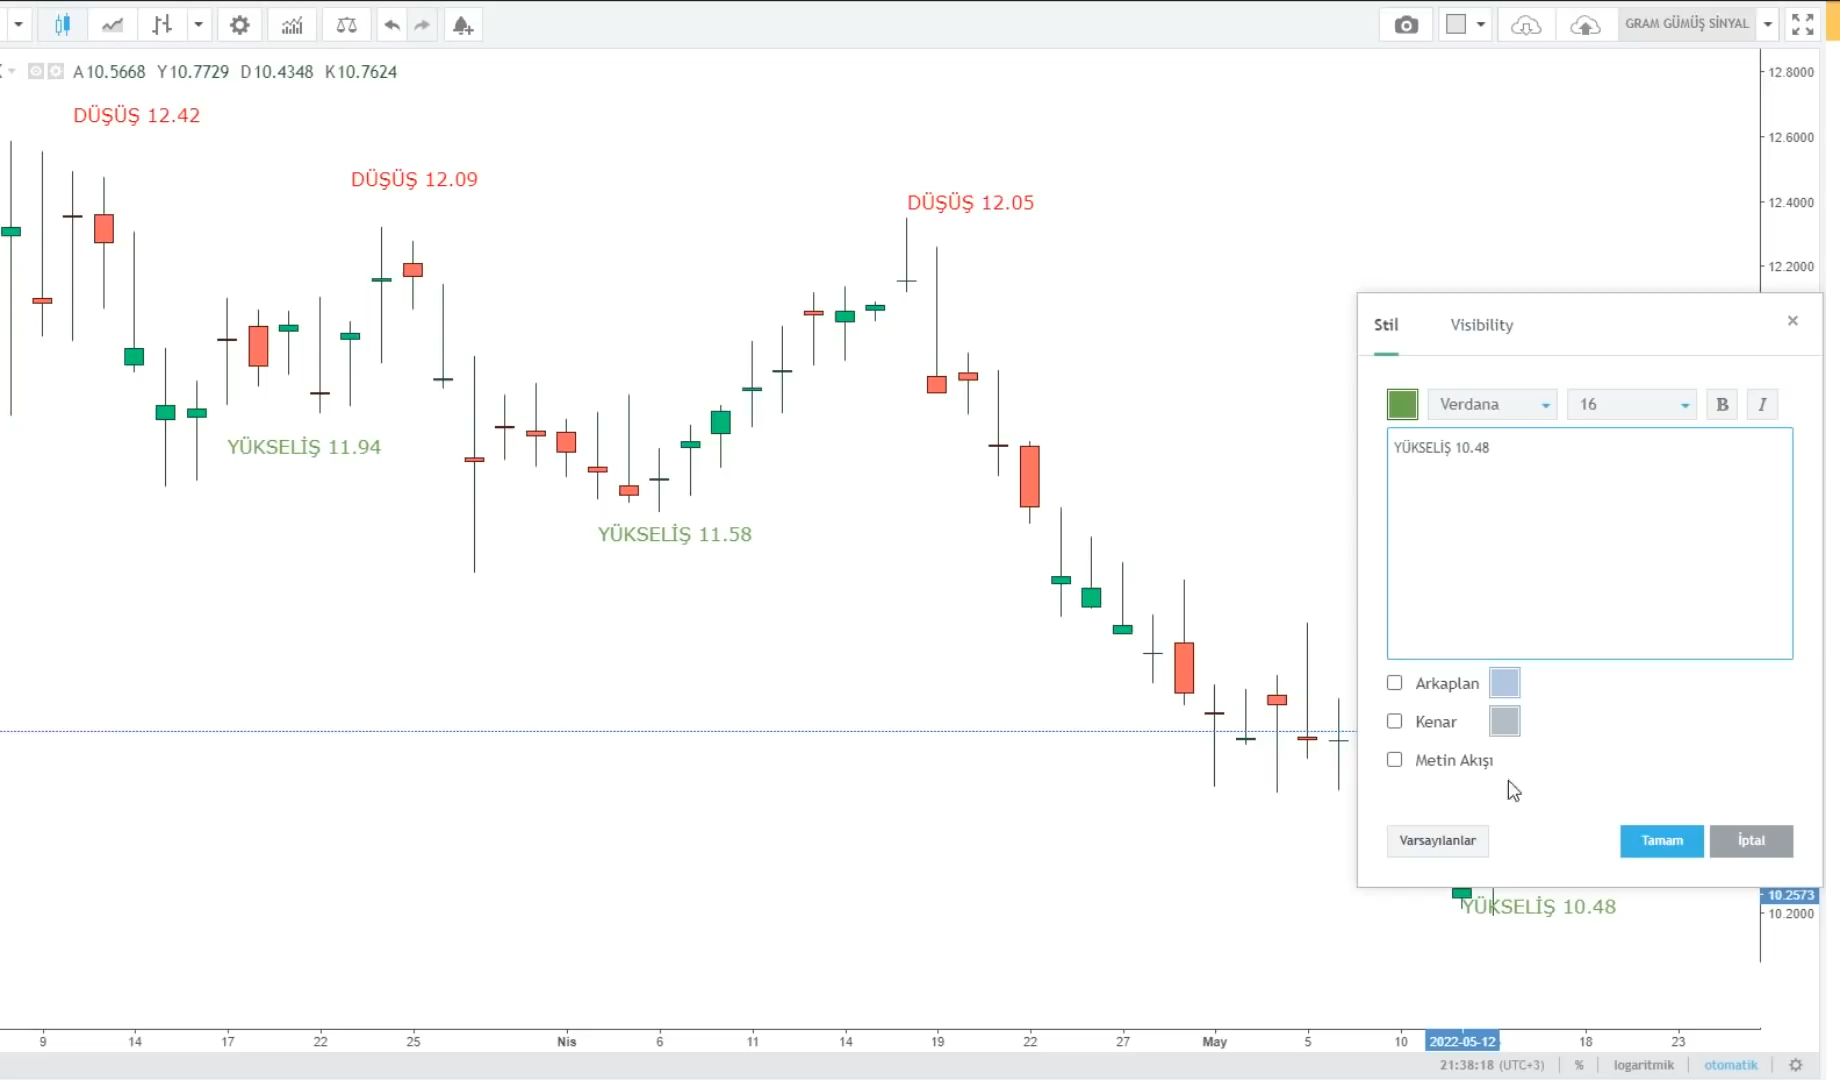 GRAM GÜMÜŞ SİNYAL
A10.5668 Y10.7729 D10.4348 K10.7624
12.8000
DÜŞÜŞ 12.42
12.6000
DÜŞÜŞ 12.09
DÜŞÜŞ 12.05
12.4000
12.2000
Stil Visibility ×
Verdana 16 B I
YÜKSELİŞ 10.48
YÜKSELİŞ 11.94
YÜKSELİŞ 11.58
Arkaplan
Kenar
Metin Akışı
Varsayılanlar Tamam İptal
10.2573
YÜKSELİŞ 10.48
10.2000
9 14 17 22 25 Nis 6 11 14 19 22 27 May 5 10 2022-05-12 18 23
21:38:18 (UTC+3) % logaritmik otomatik